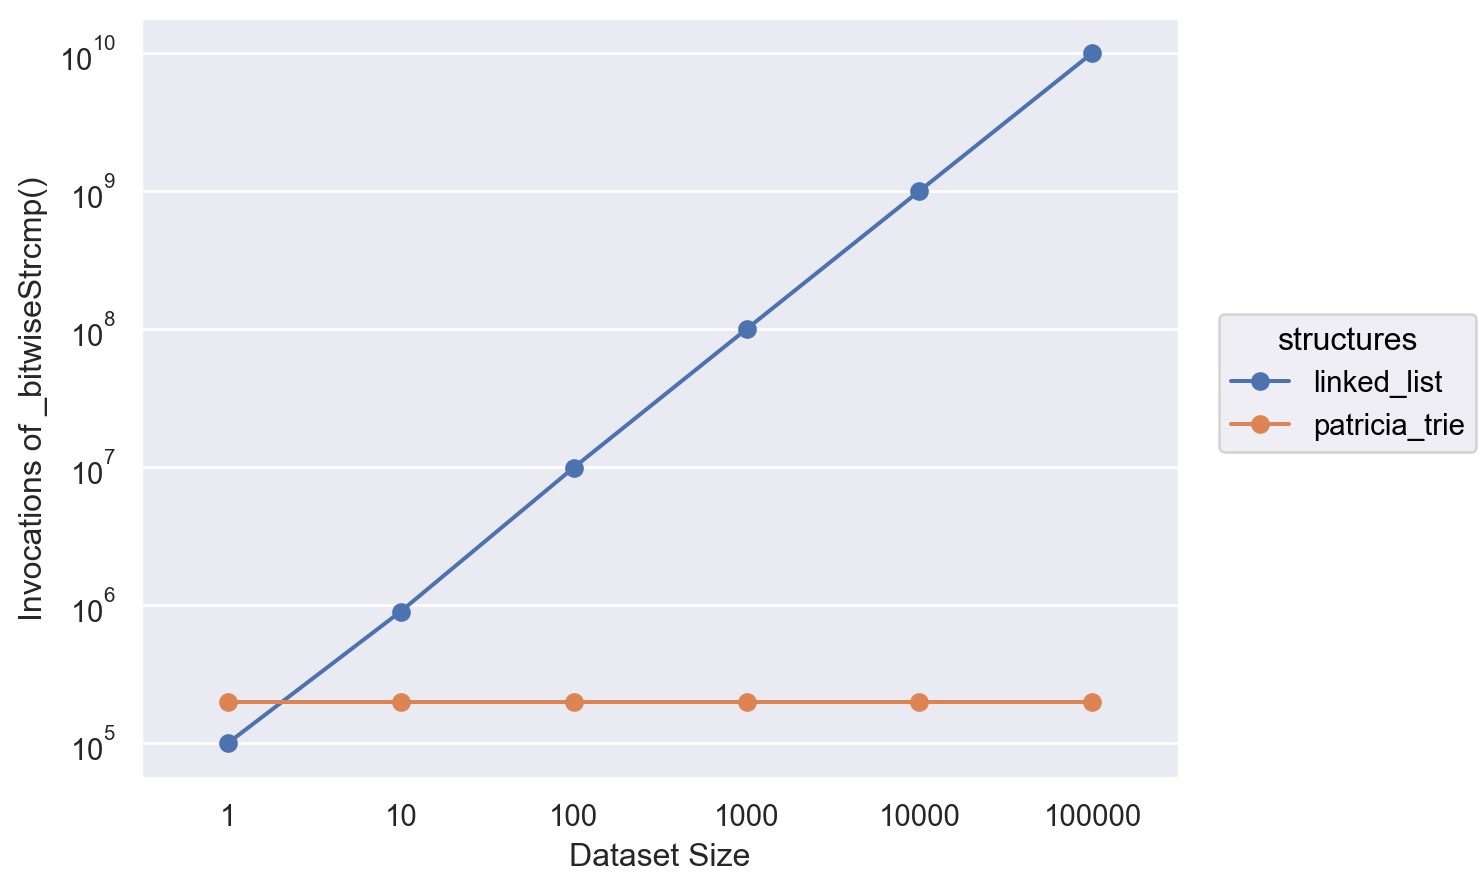 10^10
10^9
10^8
10^7
10^6
10^5
Invocations of _bitwiseStrcmp()
1 10 100 1000 10000 100000
Dataset Size
structures
linked_list
patricia_trie